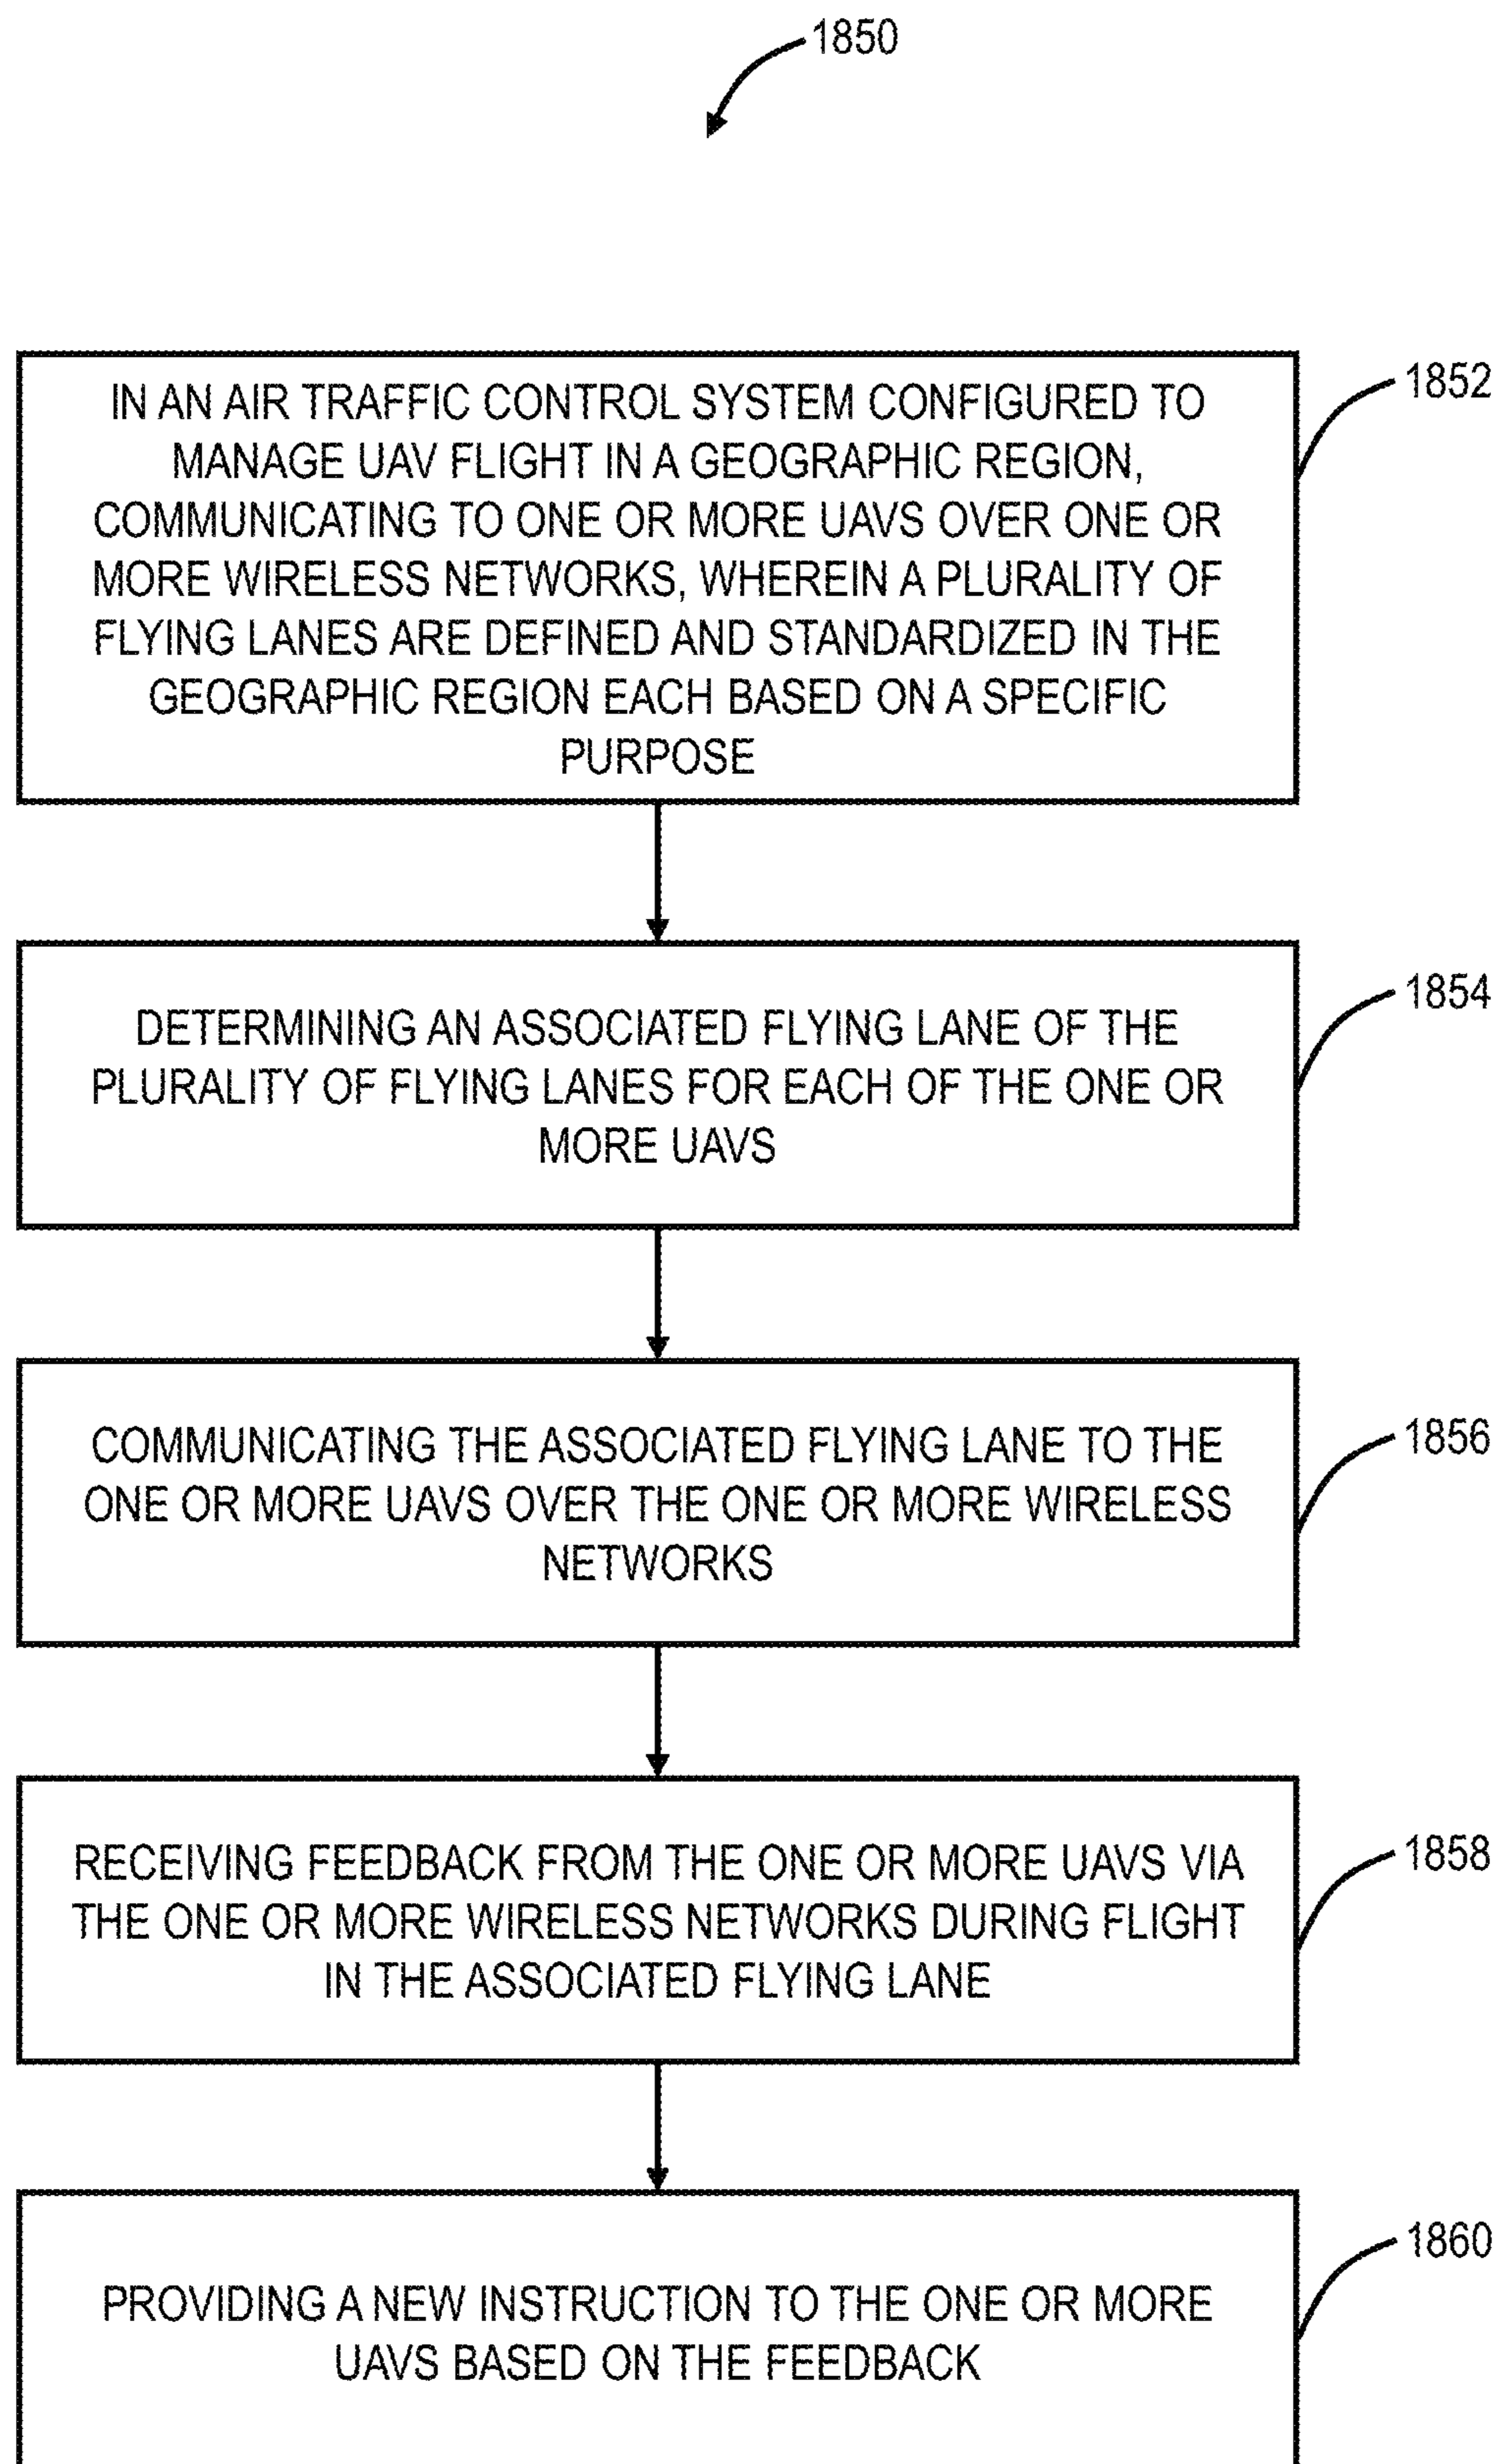 1850
IN AN AIR TRAFFIC CONTROL SYSTEM CONFIGURED TO
MANAGE UAV FLIGHT IN A GEOGRAPHIC REGION,
COMMUNICATING TO ONE OR MORE UAVS OVER ONE OR
MORE WIRELESS NETWORKS, WHEREIN A PLURALITY OF
FLYING LANES ARE DEFINED AND STANDARDIZED IN THE
GEOGRAPHIC REGION EACH BASED ON A SPECIFIC
PURPOSE
1852
DETERMINING AN ASSOCIATED FLYING LANE OF THE
PLURALITY OF FLYING LANES FOR EACH OF THE ONE OR
MORE UAVS
1854
COMMUNICATING THE ASSOCIATED FLYING LANE TO THE
ONE OR MORE UAVS OVER THE ONE OR MORE WIRELESS
NETWORKS
1856
RECEIVING FEEDBACK FROM THE ONE OR MORE UAVS VIA
THE ONE OR MORE WIRELESS NETWORKS DURING FLIGHT
IN THE ASSOCIATED FLYING LANE
1858
PROVIDING A NEW INSTRUCTION TO THE ONE OR MORE
UAVS BASED ON THE FEEDBACK
1860